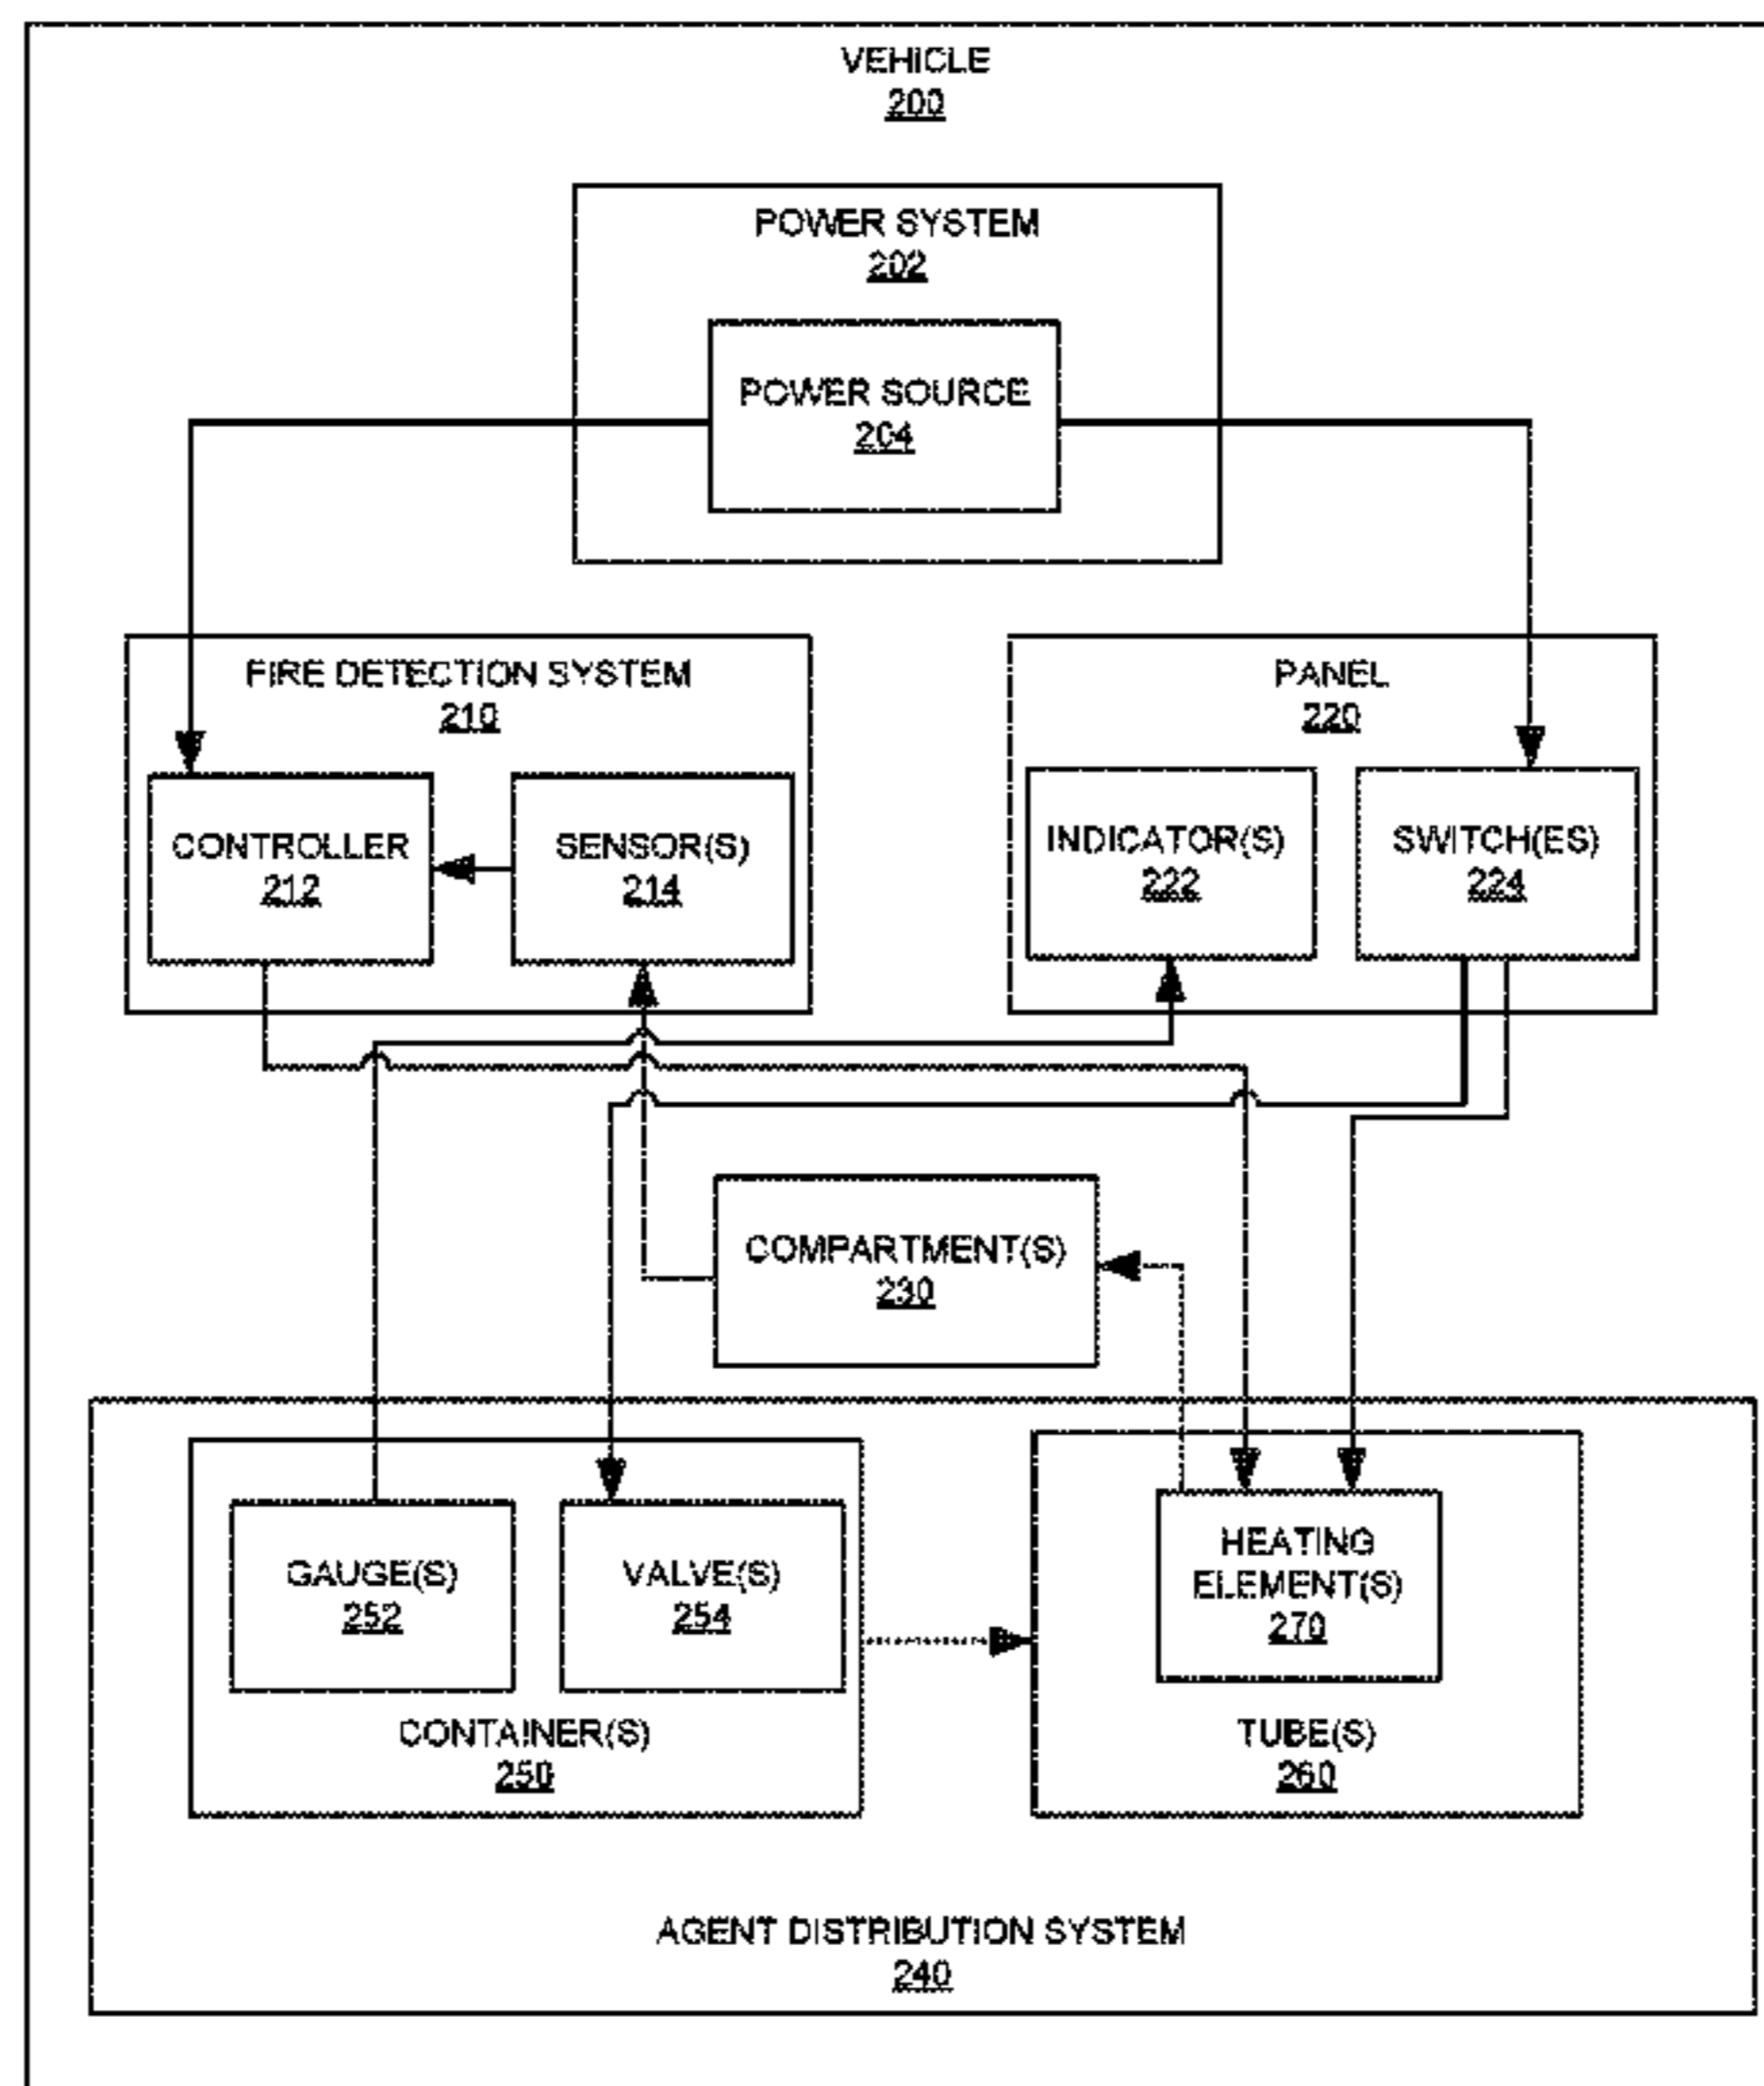 VEHICLE
200
POWER SYSTEM
202
POWER SOURCE
204
FIRE DETECTION SYSTEM
210
CONTROLLER
212
SENSOR(S)
214
PANEL
220
INDICATOR(S)
222
SWITCH(ES)
224
COMPARTMENT(S)
230
GAUGE(S)
252
VALVE(S)
254
CONTAINER(S)
250
HEATING
ELEMENT(S)
270
TUBE(S)
260
AGENT DISTRIBUTION SYSTEM
240